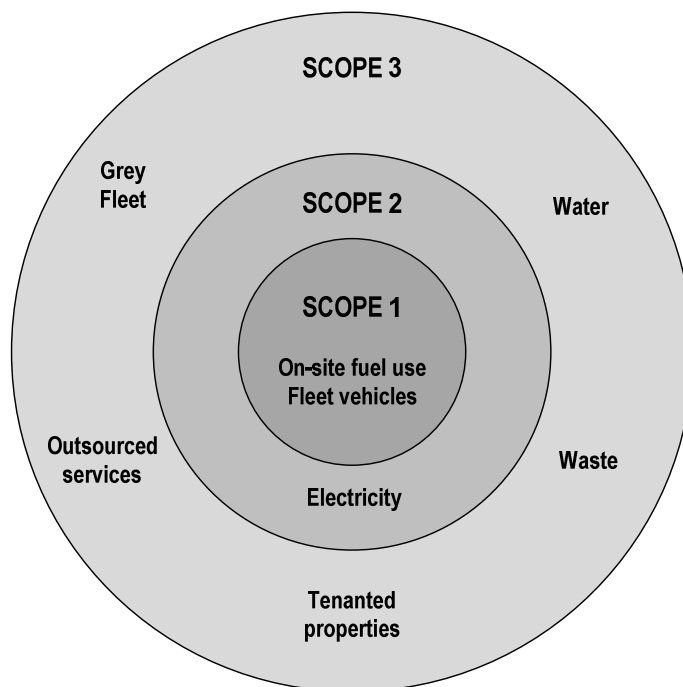 SCOPE 3
Grey
Fleet
SCOPE 2
Water
SCOPE 1
On-site fuel use
Fleet vehicles
Outsourced
services
Waste
Electricity
Tenanted
properties